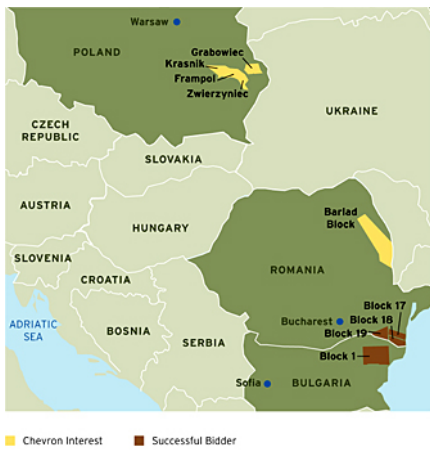 Warsaw
POLAND
Grabowiec
Krasnik
Frampol
Zwierzyniec
UKRAINE
CZECH
REPUBLIC
SLOVAKIA
AUSTRIA
HUNGARY
Barlad
Block
SLOVENIA
ROMANIA
CROATIA
Block 17
Block 18
Bucharest
Block 19
ADRIATIC
SEA
BOSNIA
SERBIA
Block 1
Sofia
BULGARIA
Chevron Interest
Successful Bidder